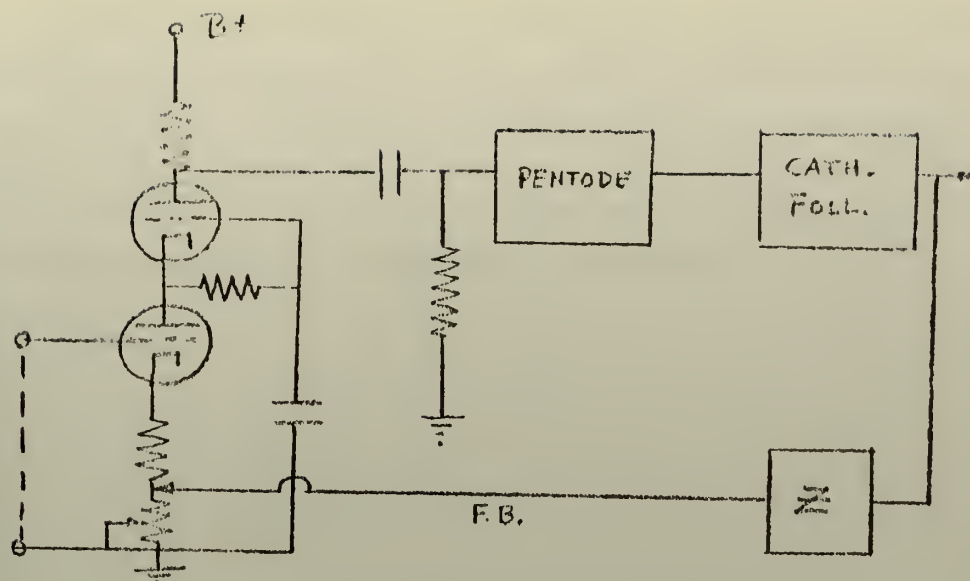 B+
PENTODE
CATH.
FOLL.
Z
F.B.